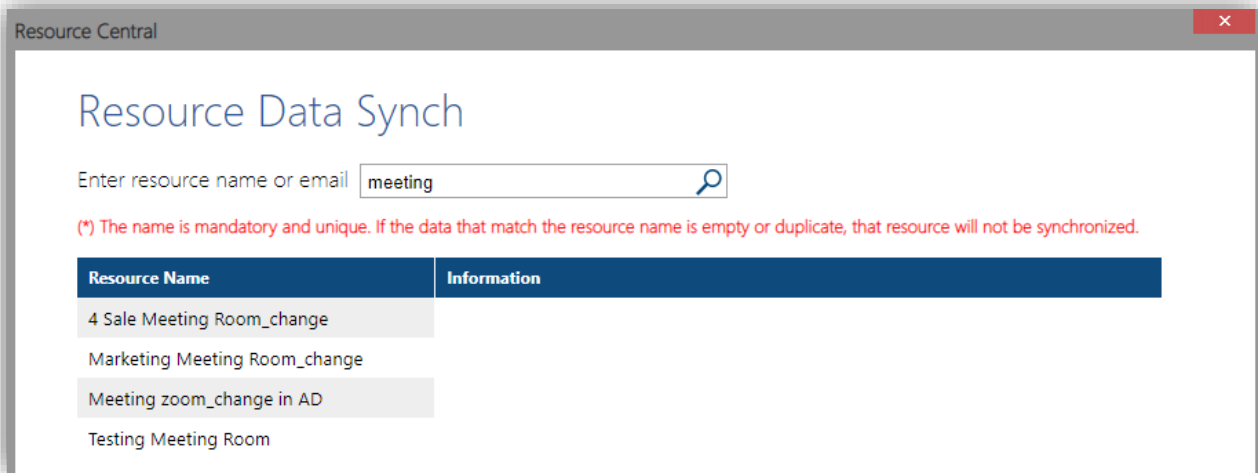 Resource Central
Resource Data Synch
Enter resource name or email meeting
(*) The name is mandatory and unique. If the data that match the resource name is empty or duplicate, that resource will not be synchronized.
Resource Name Information
4 Sale Meeting Room_change
Marketing Meeting Room_change
Meeting zoom_change in AD
Testing Meeting Room